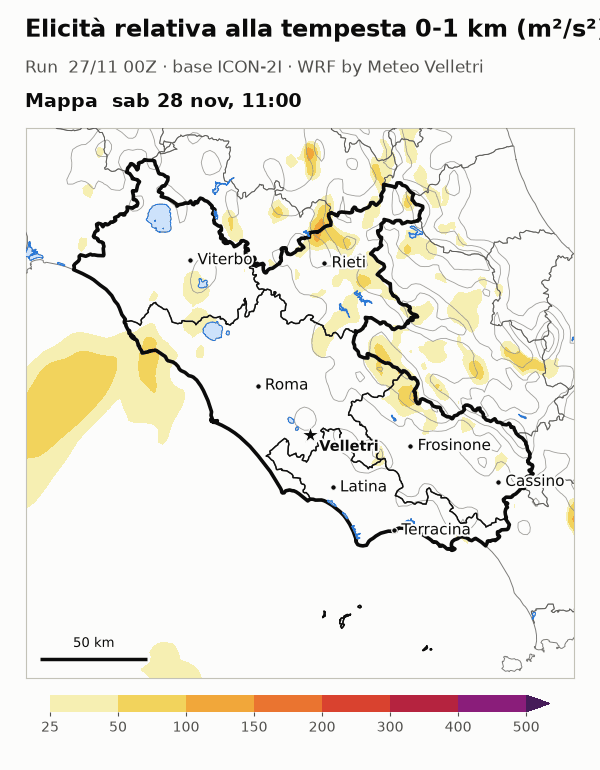 Elicità relativa alla tempesta 0-1 km (m²/s²)
Run 27/11 00Z · base ICON-2I · WRF by Meteo Velletri
Mappa sab 28 nov, 11:00
Viterbo
Rieti
Roma
Velletri
Frosinone
Cassino
Latina
Terracina
50 km
25 50 100 150 200 300 400 500